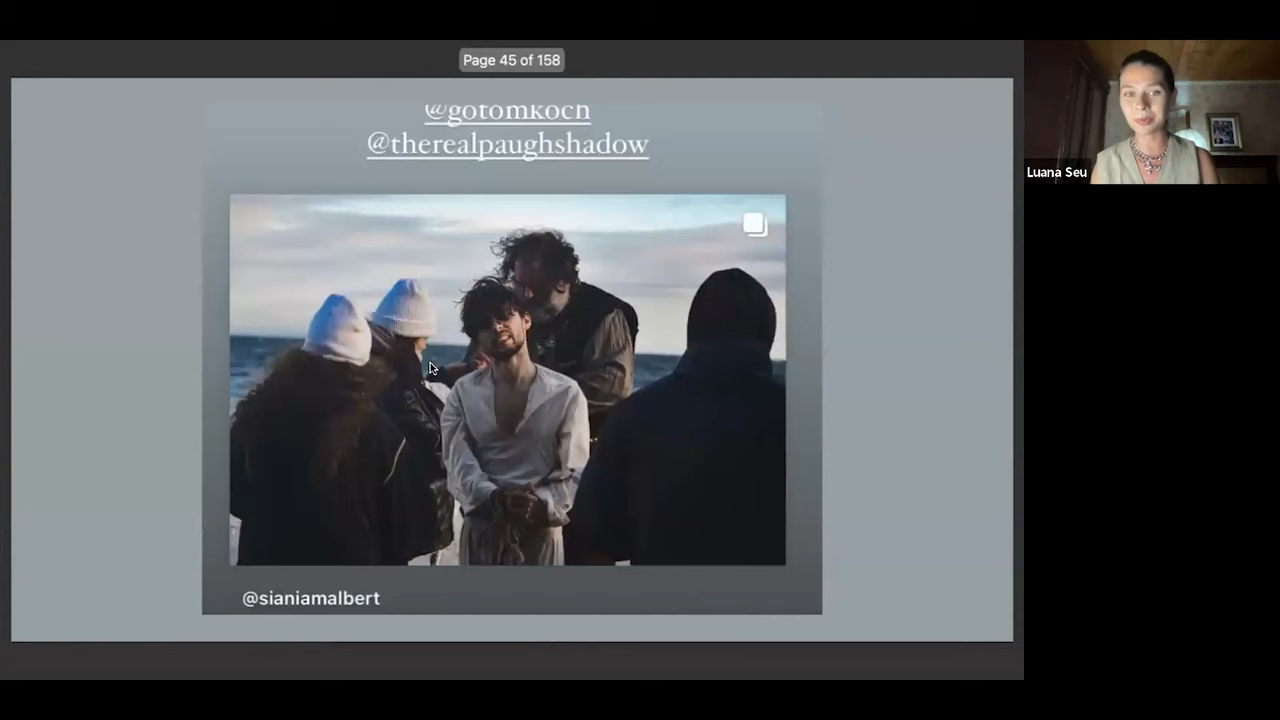 Page 45 of 158
@gotomkoch
@therealpaughshadow
Luana Seu
@sianiamalbert